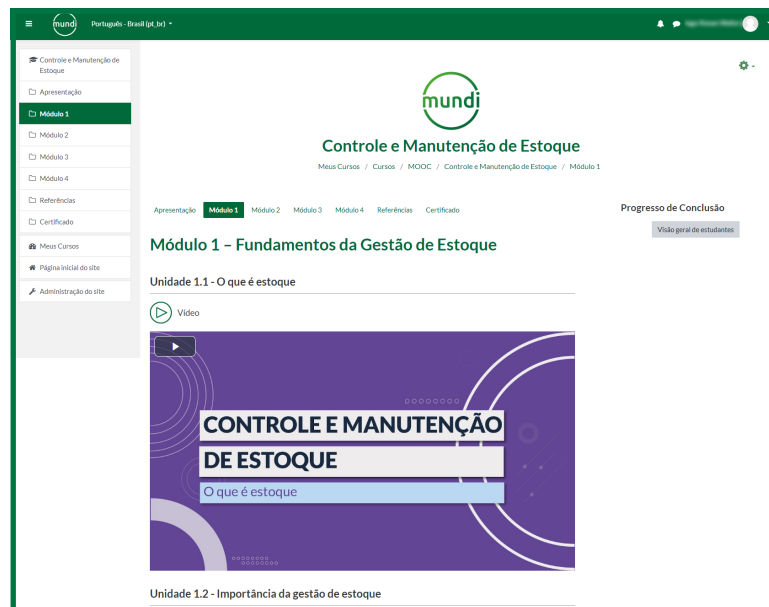 mundi
Português - Brasil (pt_br)
Controle e Manutenção de
Estoque
Apresentação
Módulo 1
Módulo 2
Módulo 3
Módulo 4
Referências
Certificado
Meus Cursos
Página inicial do site
Administração do site
mundi
Controle e Manutenção de Estoque
Meus Cursos / Cursos / MOOC / Controle e Manutenção de Estoque / Módulo 1
Apresentação Módulo 1 Módulo 2 Módulo 3 Módulo 4 Referências Certificado
Progresso de Conclusão
Visão geral de estudantes
Módulo 1 – Fundamentos da Gestão de Estoque
Unidade 1.1 - O que é estoque
Vídeo
CONTROLE E MANUTENÇÃO
DE ESTOQUE
O que é estoque
Unidade 1.2 - Importância da gestão de estoque